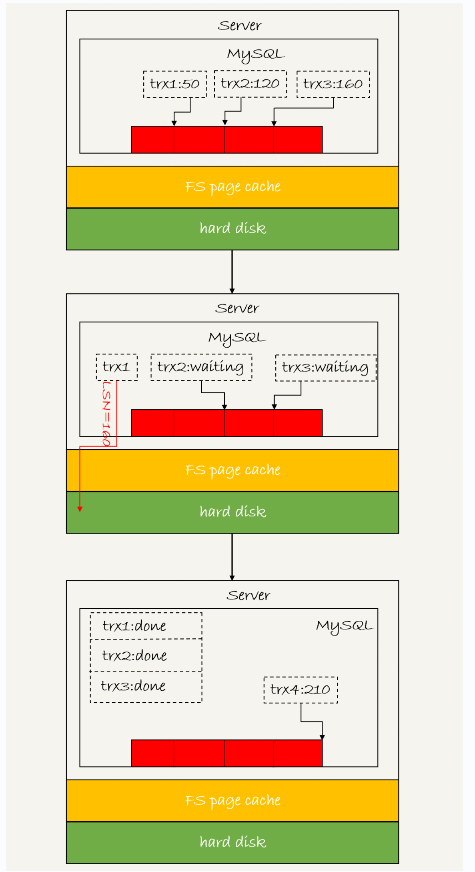 Server
MySQL
trx1:50 trx2:120 trx3:160
FS page cache
hard disk
Server
MySQL
trx1 trx2:waiting trx3:waiting
LSN=160
FS page cache
hard disk
Server
trx1:done MySQL
trx2:done
trx3:done trx4:210
FS page cache
hard disk